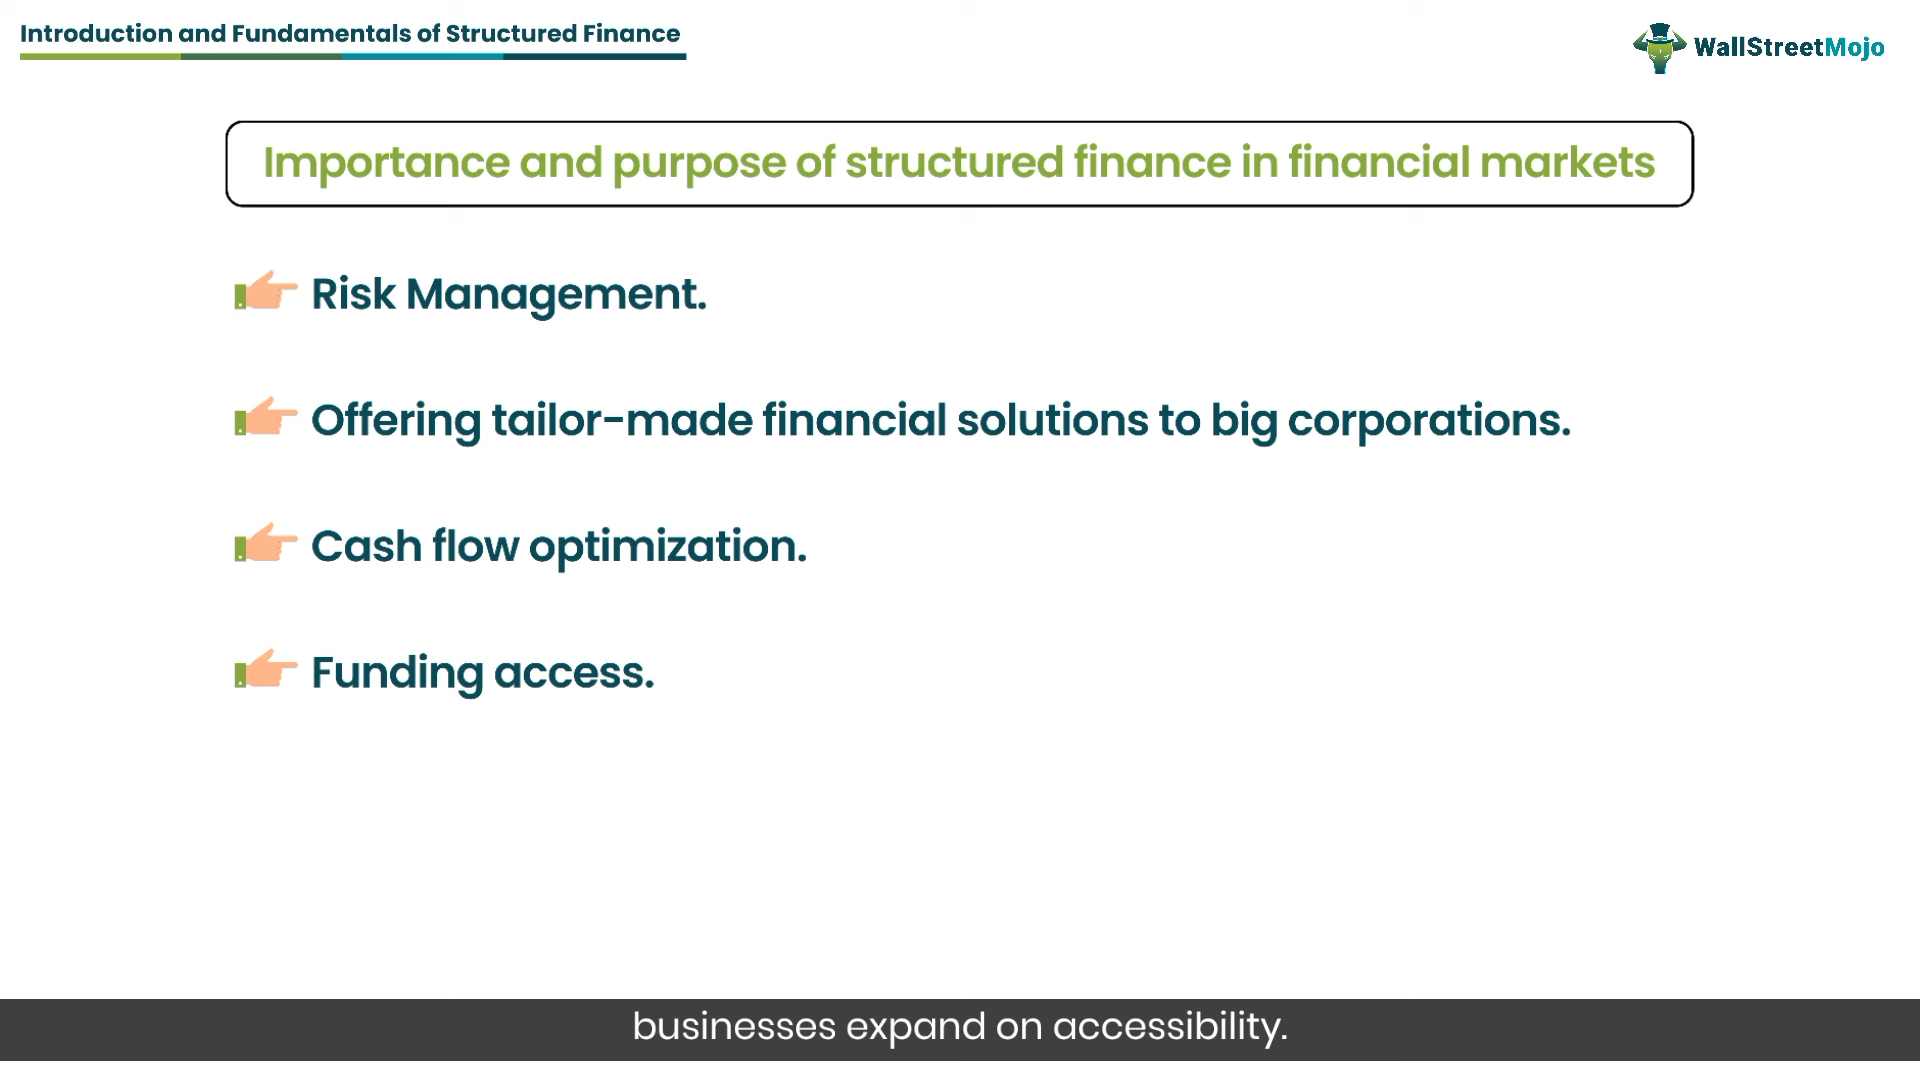 Introduction and Fundamentals of Structured Finance
WallStreetMojo
Importance and purpose of structured finance in financial markets
Risk Management.
Offering tailor-made financial solutions to big corporations.
Cash flow optimization.
Funding access.
businesses expand on accessibility.